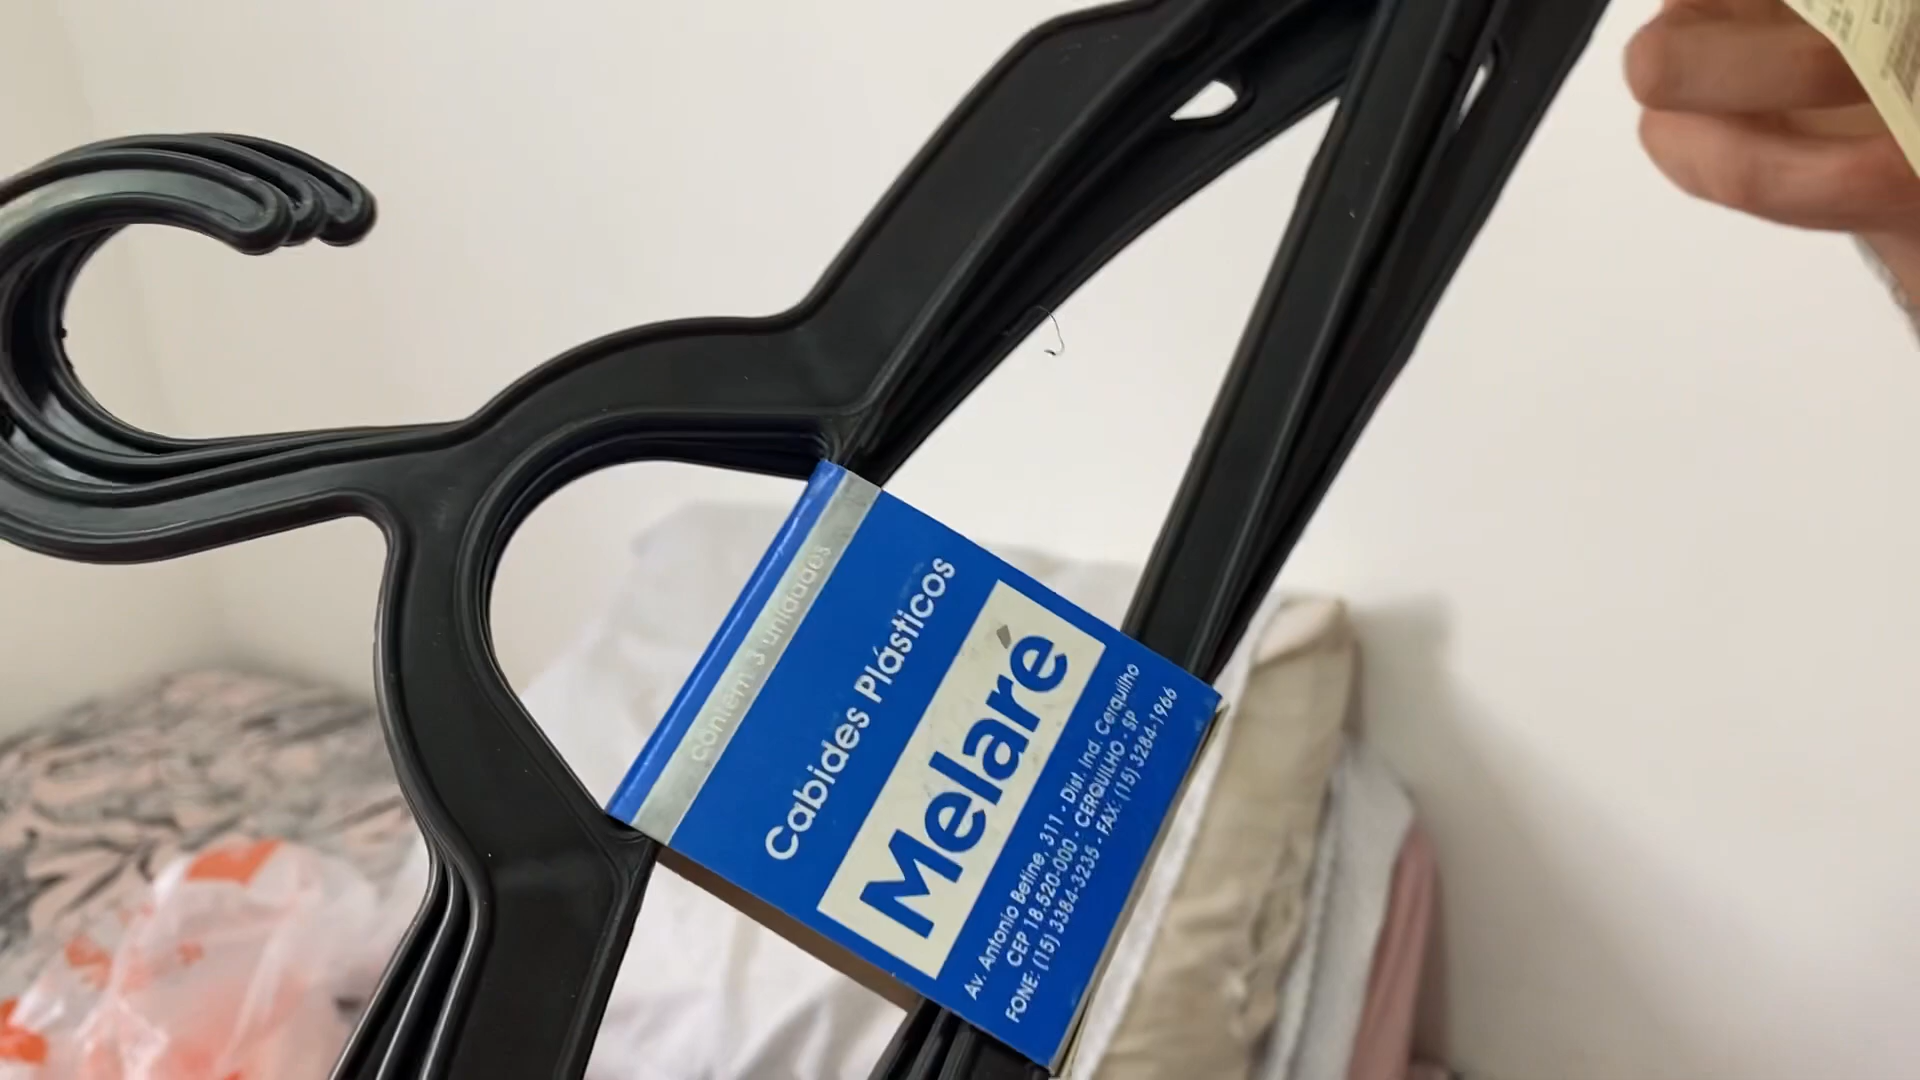 contém 3 unidades
Cabides Plásticos
Melaré
Av. Antonio Betine, 311 - Dist. Ind. Cerquilho
CEP 18.520-000 - CERQUILHO - SP
FONE: (15) 3384-3235 - FAX: (15) 3284-1966